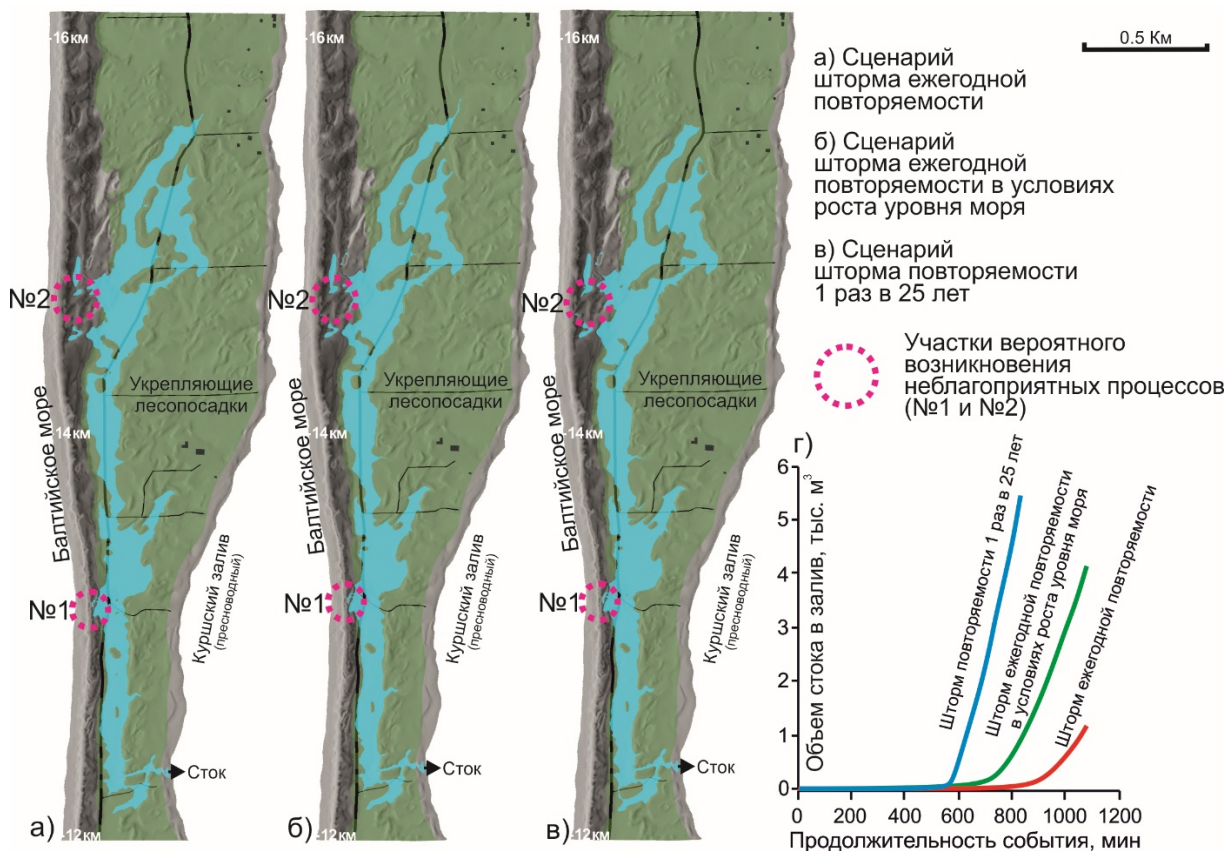 -16км
№2
Укрепляющие
лесопосадки
-14км
Балтийское море
№1
Куршский залив
(пресноводный)
Сток
-12км
а)
-16км
№2
Укрепляющие
лесопосадки
-14км
Балтийское море
№1
Куршский залив
(пресноводный)
Сток
-12км
б)
-16км
№2
Укрепляющие
лесопосадки
-14км
Балтийское море
№1
Куршский залив
(пресноводный)
Сток
-12км
в)
0.5 Км
а) Сценарий
шторма ежегодной
повторяемости
б) Сценарий
шторма ежегодной
повторяемости в условиях
роста уровня моря
в) Сценарий
шторма повторяемости
1 раз в 25 лет
Участки вероятного
возникновения
неблагоприятных процессов
(№1 и №2)
г)
Объем стока в залив, тыс. м³
6
5
4
3
2
1
0
Шторм повторяемости 1 раз в 25 лет
Шторм ежегодной повторяемости
в условиях роста уровня моря
Шторм ежегодной повторяемости
0 200 400 600 800 1000 1200
Продолжительность события, мин